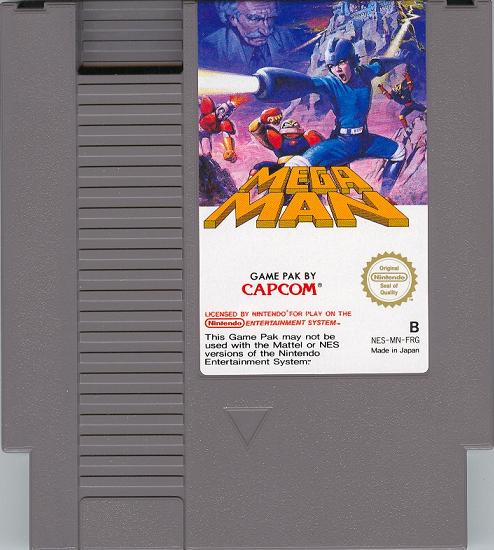 MEGA
MAN
GAME PAK BY
CAPCOM®
Original
Nintendo
Seal of
Quality
LICENSED BY NINTENDO® FOR PLAY ON THE
Nintendo ENTERTAINMENT SYSTEM™
This Game Pak may not be
used with the Mattel or NES
versions of the Nintendo
Entertainment System.
B
NES-MN-FRG
Made in Japan